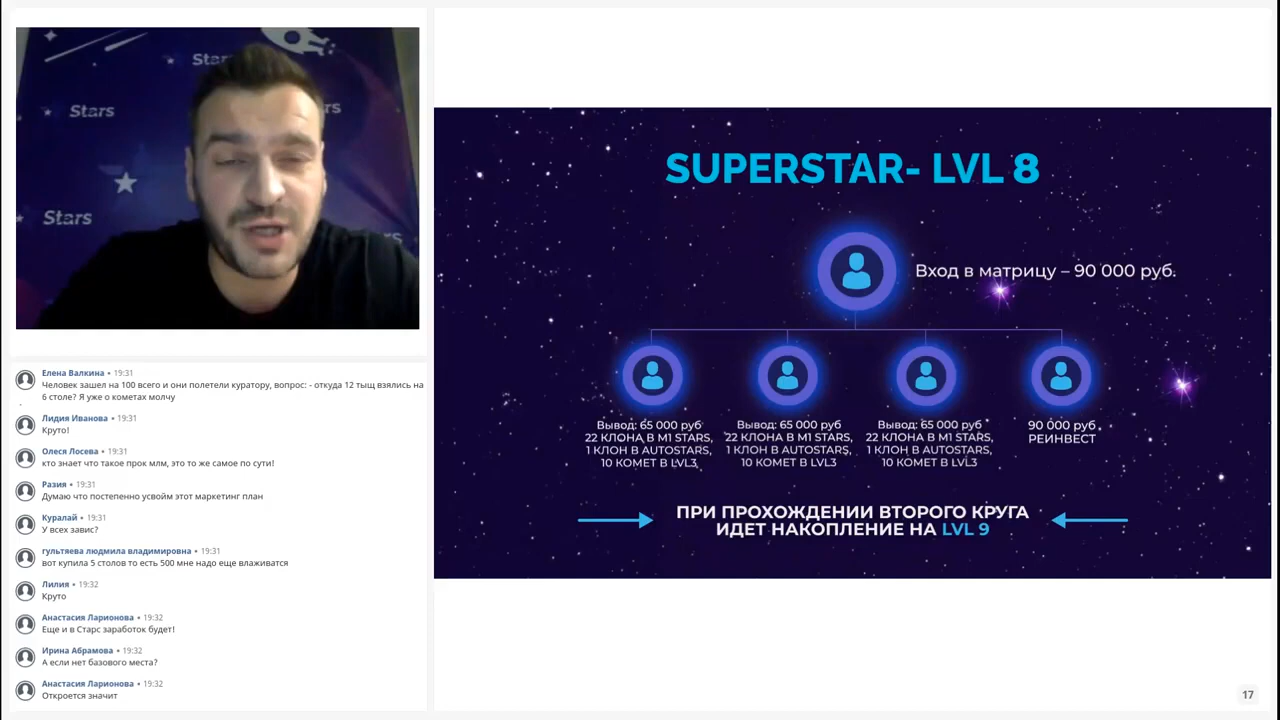 Stars
Stars
Stars
Елена Валкина • 19:31
Человек зашел на 100 всего и они полетели куратору, вопрос: - откуда 12 тыщ взялись на
6 столе? Я уже о кометах молчу
Лидия Иванова • 19:31
Круто!
Олеся Лосева • 19:31
кто знает что такое прок млм, это то же самое по сути!
Разия • 19:31
Думаю что постепенно усвойм этот маркетинг план
Куралай • 19:31
У всех завис?
гультяева людмила владимировна • 19:31
вот купила 5 столов то есть 500 мне надо еще влаживатся
Лилия • 19:32
Круто
Анастасия Ларионова • 19:32
Еще и в Старс заработок будет!
Ирина Абрамова • 19:32
А если нет базового места?
Анастасия Ларионова • 19:32
Откроется значит
SUPERSTAR- LVL 8
Вход в матрицу – 90 000 руб.
Вывод: 65 000 руб
22 КЛОНА В М1 STARS,
1 КЛОН В AUTOSTARS,
10 КОМЕТ В LVL3
Вывод: 65 000 руб
22 КЛОНА В М1 STARS,
1 КЛОН В AUTOSTARS,
10 КОМЕТ В LVL3
Вывод: 65 000 руб
22 КЛОНА В М1 STARS,
1 КЛОН В AUTOSTARS,
10 КОМЕТ В LVL3
90 000 руб
РЕИНВЕСТ
ПРИ ПРОХОЖДЕНИИ ВТОРОГО КРУГА
ИДЕТ НАКОПЛЕНИЕ НА LVL 9
17